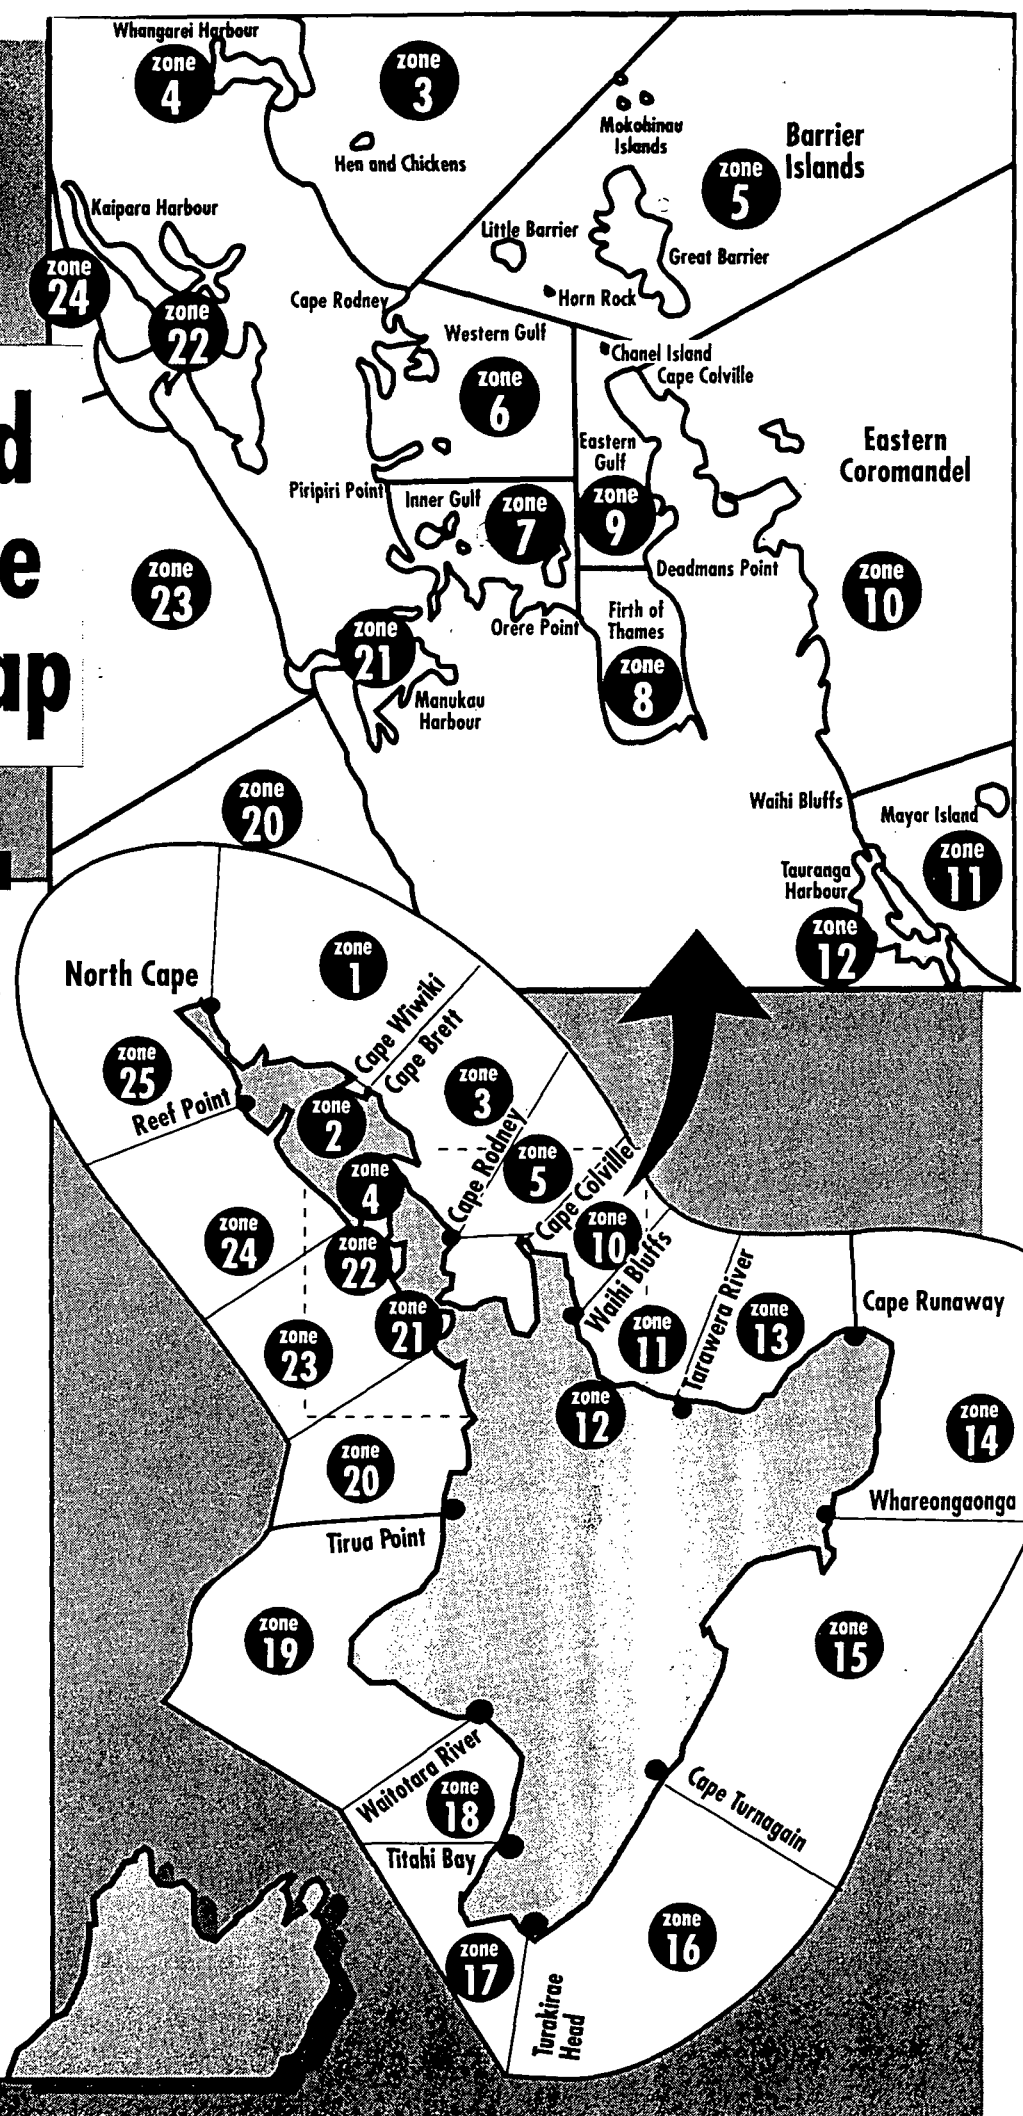 Whangarei Harbour
zone
4
zone
3
Hen and Chickens
Mokohinau
Islands
Barrier
Islands
zone
5
Kaipara Harbour
Little Barrier
Great Barrier
zone
24
zone
22
Cape Rodney
Horn Rock
Western Gulf
Chanel Island
Cape Colville
zone
6
d
Eastern
Gulf
Eastern
Coromandel
Piripiri Point
Inner Gulf
zone
7
zone
9
e
zone
23
Deadmans Point
zone
10
Orere Point
Firth of
Thames
zone
21
zone
8
ap
Manukau
Harbour
zone
20
Waihi Bluffs
Mayor Island
Tauranga
Harbour
zone
11
zone
12
North Cape
zone
1
Cape Wiwiki
Cape Brett
zone
25
Reef Point
zone
2
zone
3
Cape Rodney
zone
4
zone
5
Cape Colville
zone
24
zone
22
zone
10
Waihi Bluffs
zone
21
zone
23
zone
11
Tarawera River
zone
13
Cape Runaway
zone
12
zone
14
zone
20
Whareongaonga
Tirua Point
zone
19
zone
15
Waitotara River
zone
18
Cape Turnagain
Titahi Bay
zone
16
zone
17
Turakirae
Head